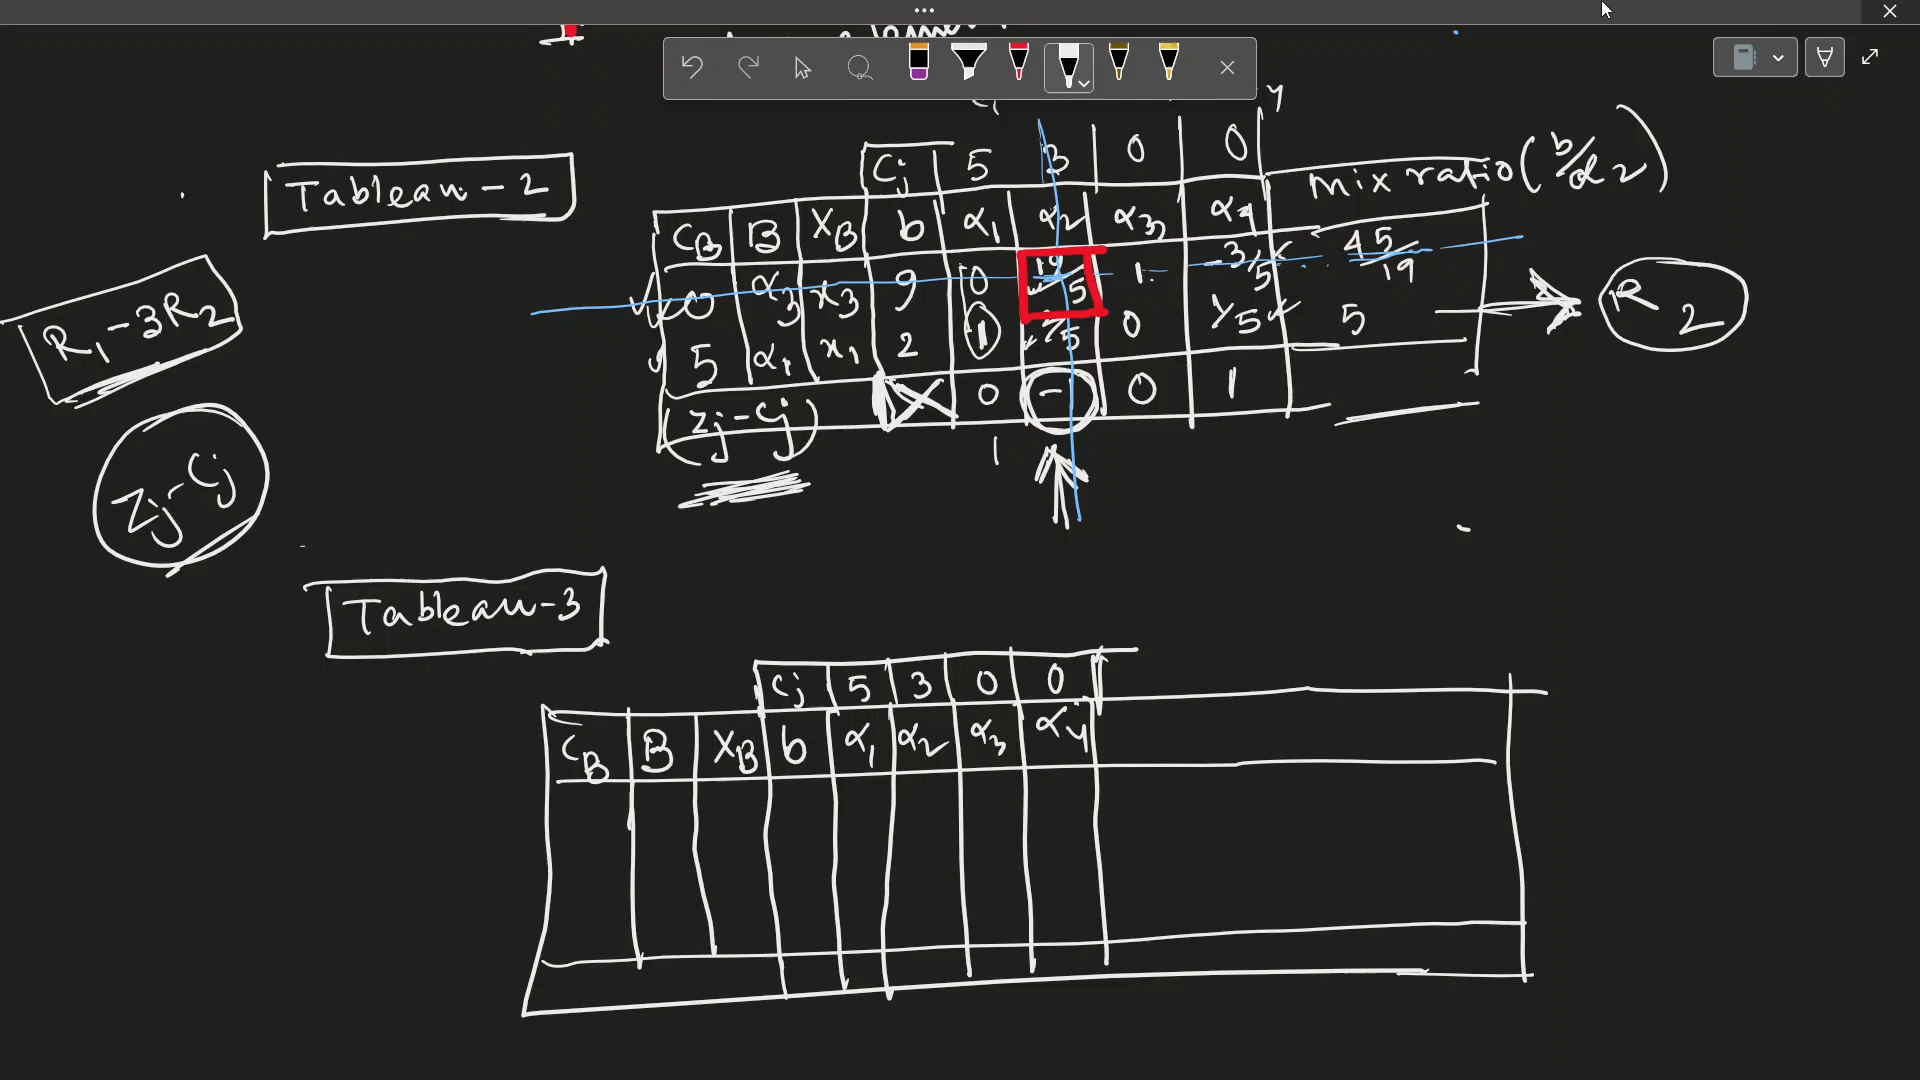 Tableau-2
Cj 5 3 0 0
mix ratio (b/α2)
CB B XB b α1 α2 α3 α4
0 α3 x3 9 0 19/5 1 -3/5 45/19
5 α1 x1 2 1 2/5 0 1/5 5
(Zj-Cj) 0 - 0 1
1
R2
R1-3R2
Zj-Cj
Tableau-3
Cj 5 3 0 0
CB B XB b α1 α2 α3 α4